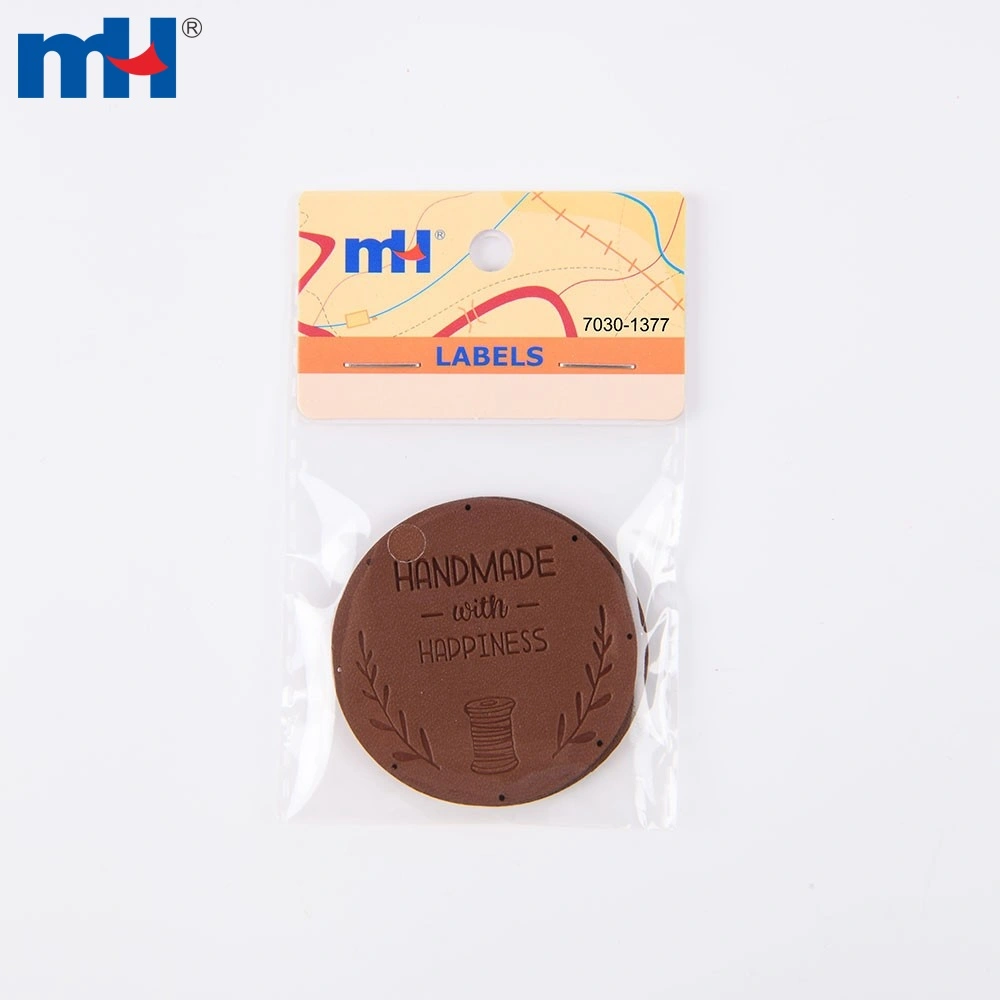 mH®
mH®
7030-1377
LABELS
HANDMADE
– with –
HAPPINESS